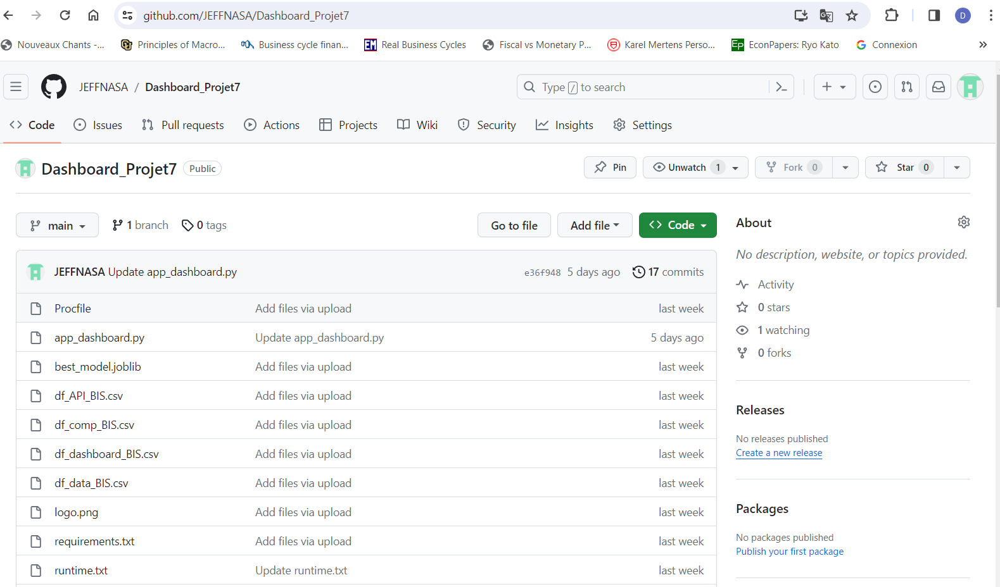 github.com/JEFFNASA/Dashboard_Projet7
D
Nouveaux Chants -... Principles of Macro... Business cycle finan... EM Real Business Cycles Fiscal vs Monetary P... Karel Mertens Perso... Ep EconPapers: Ryo Kato G Connexion »
JEFFNASA / Dashboard_Projet7 Type / to search
Code Issues Pull requests Actions Projects Wiki Security Insights Settings
Dashboard_Projet7 Public Pin Unwatch 1 Fork 0 Star 0
main 1 branch 0 tags Go to file Add file Code
JEFFNASA Update app_dashboard.py e36f948 5 days ago 17 commits
Procfile Add files via upload last week
app_dashboard.py Update app_dashboard.py 5 days ago
best_model.joblib Add files via upload last week
df_API_BIS.csv Add files via upload last week
df_comp_BIS.csv Add files via upload last week
df_dashboard_BIS.csv Add files via upload last week
df_data_BIS.csv Add files via upload last week
logo.png Add files via upload last week
requirements.txt Add files via upload last week
runtime.txt Update runtime.txt last week
About
No description, website, or topics provided.
Activity
0 stars
1 watching
0 forks
Releases
No releases published
Create a new release
Packages
No packages published
Publish your first package